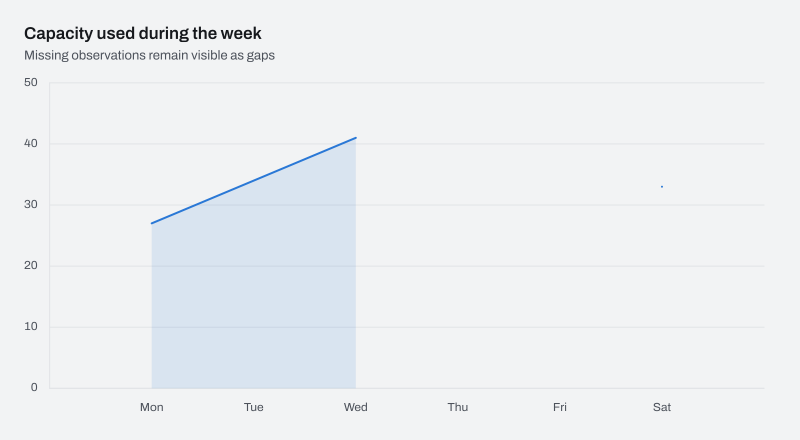 Capacity used during the week
Missing observations remain visible as gaps
50
40
30
20
10
0
Mon Tue Wed Thu Fri Sat